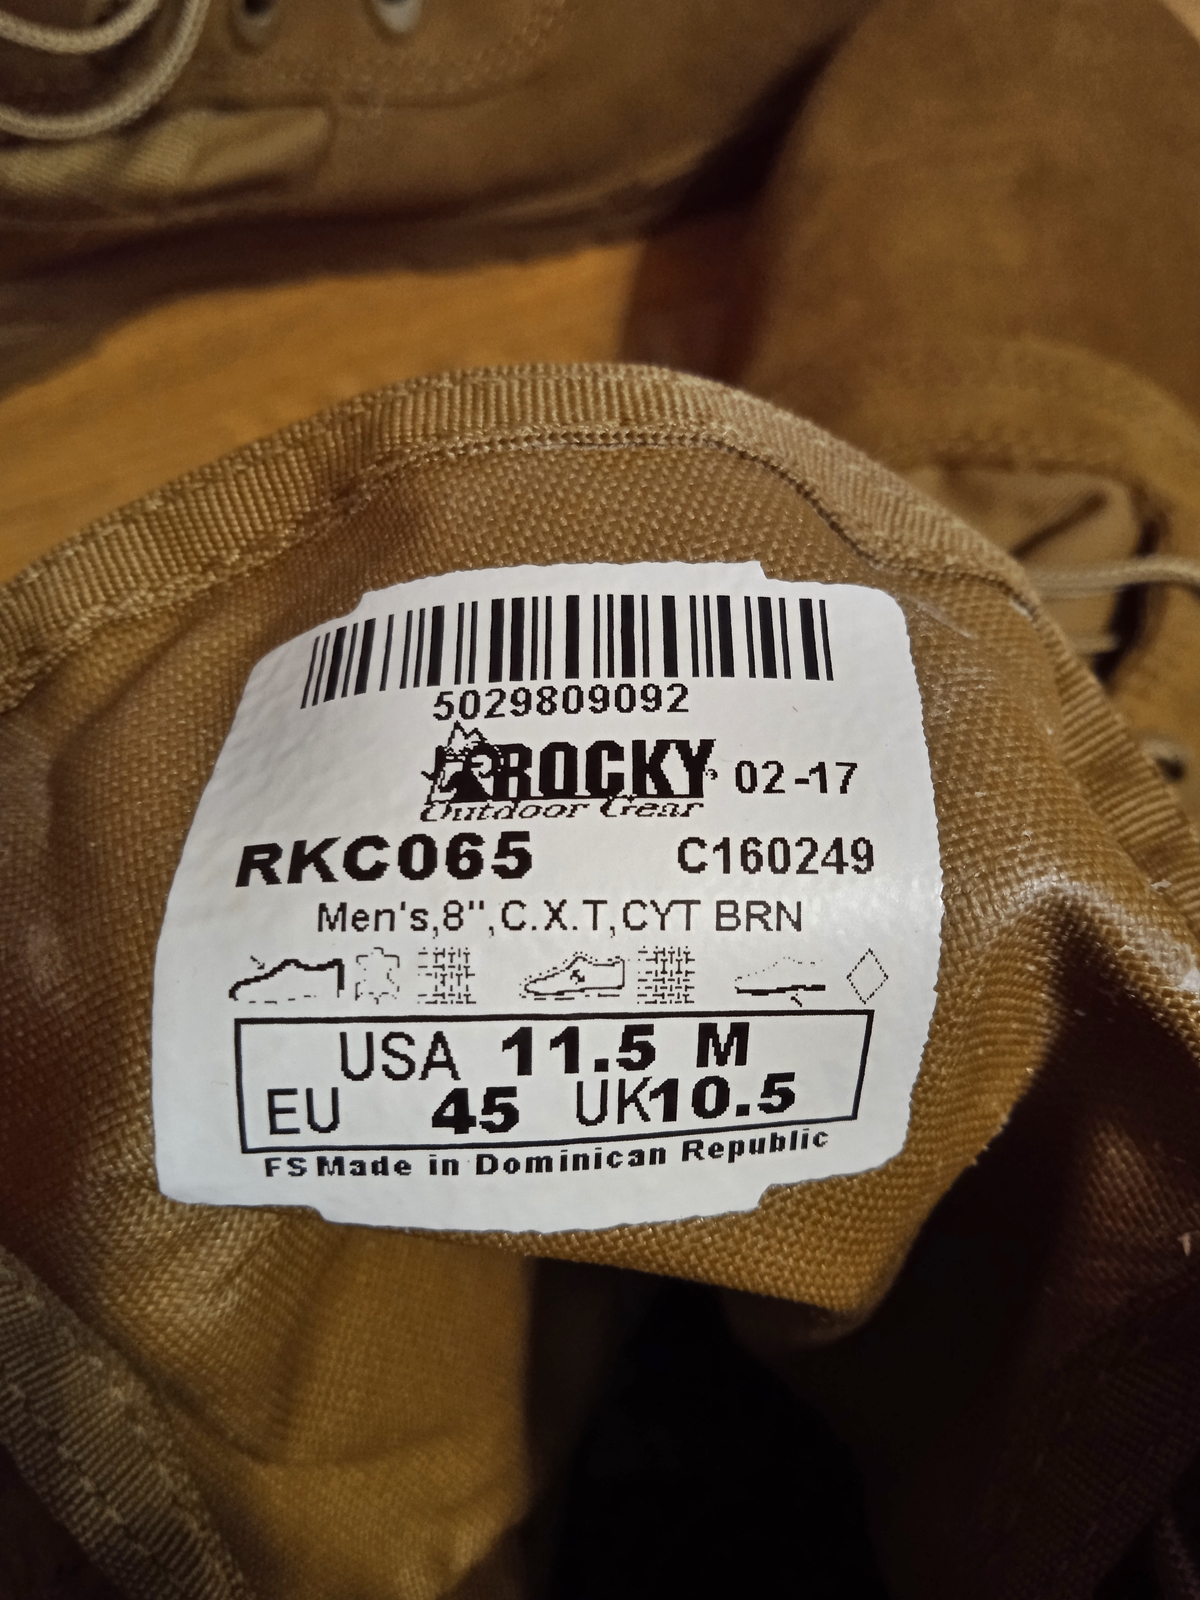 5029809092
ROCKY 02-17
Outdoor Gear
RKC065 C160249
Men's,8",C.X.T,CYT BRN
USA 11.5 M
EU 45 UK10.5
FS Made in Dominican Republic